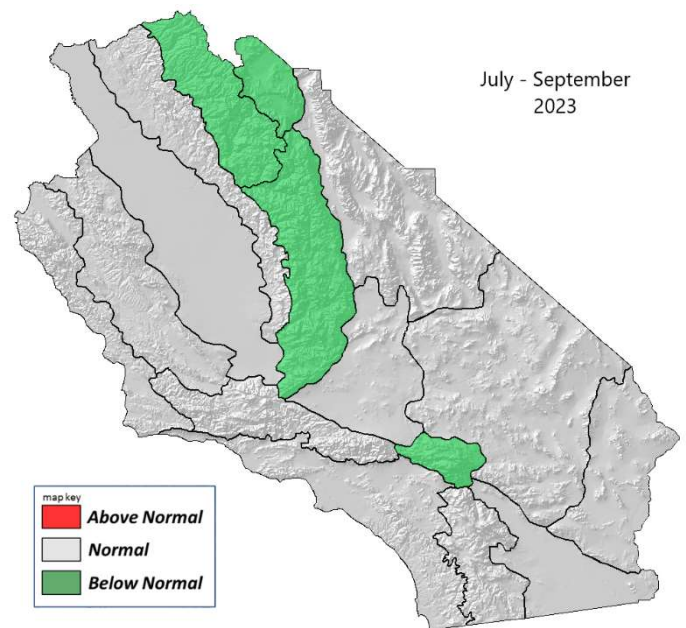 July - September
2023
map key
Above Normal
Normal
Below Normal